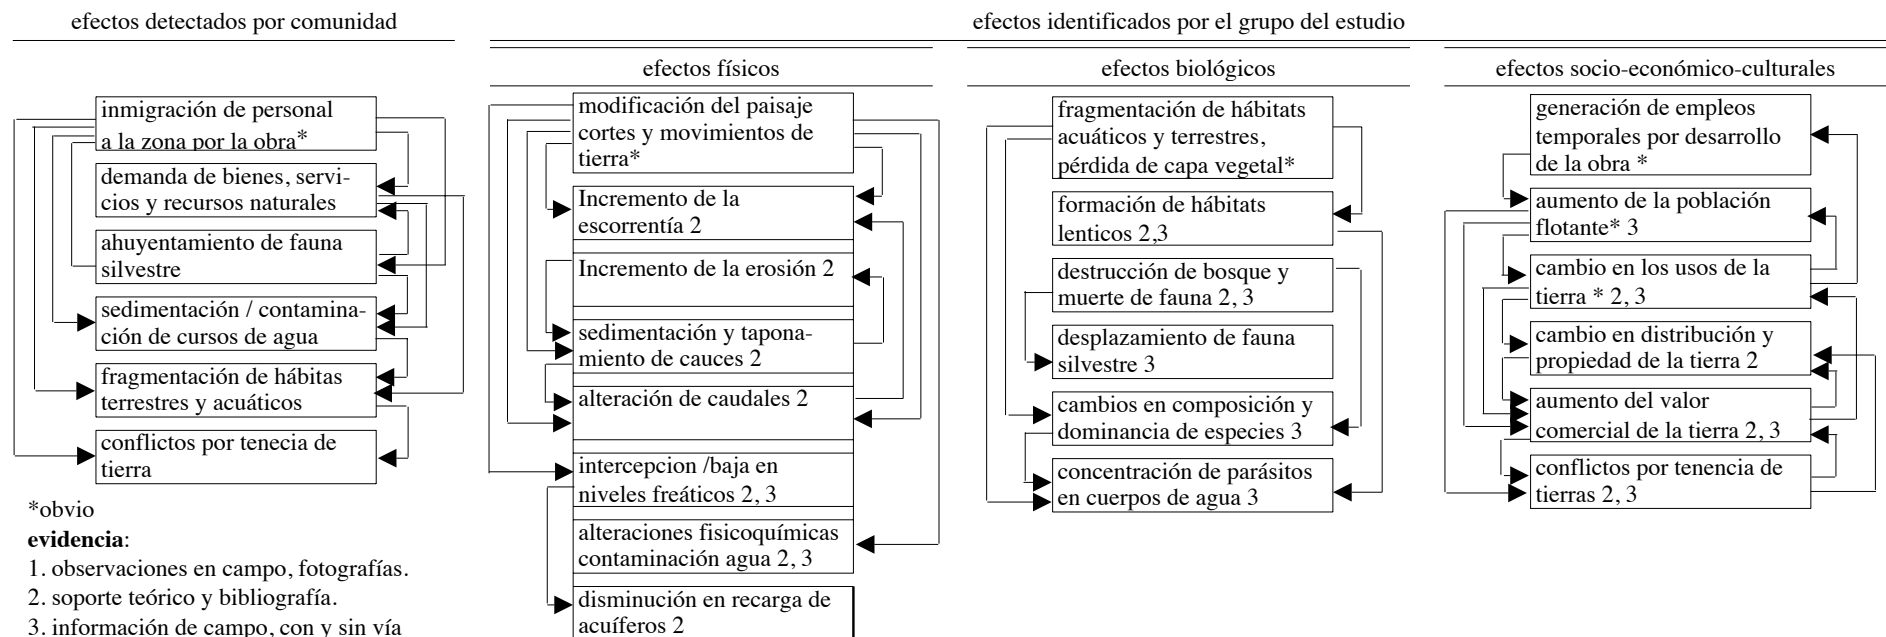 efectos detectados por comunidad
inmigración de personal
a la zona por la obra*
demanda de bienes, servi-
cios y recursos naturales
ahuyentamiento de fauna
silvestre
sedimentación / contamina-
ción de cursos de agua
fragmentación de hábitas
terrestres y acuáticos
conflictos por tenecia de
tierra
*obvio
evidencia:
1. observaciones en campo, fotografías.
2. soporte teórico y bibliografía.
3. información de campo, con y sin vía
efectos identificados por el grupo del estudio
efectos físicos
modificación del paisaje
cortes y movimientos de
tierra*
Incremento de la
escorrentía 2
Incremento de la erosión 2
sedimentación y tapona-
miento de cauces 2
alteración de caudales 2
intercepcion /baja en
niveles freáticos 2, 3
alteraciones fisicoquímicas
contaminación agua 2, 3
disminución en recarga de
acuíferos 2
efectos biológicos
fragmentación de hábitats
acuáticos y terrestres,
pérdida de capa vegetal*
formación de hábitats
lenticos 2,3
destrucción de bosque y
muerte de fauna 2, 3
desplazamiento de fauna
silvestre 3
cambios en composición y
dominancia de especies 3
concentración de parásitos
en cuerpos de agua 3
efectos socio-económico-culturales
generación de empleos
temporales por desarrollo
de la obra *
aumento de la población
flotante* 3
cambio en los usos de la
tierra * 2, 3
cambio en distribución y
propiedad de la tierra 2
aumento del valor
comercial de la tierra 2, 3
conflictos por tenencia de
tierras 2, 3